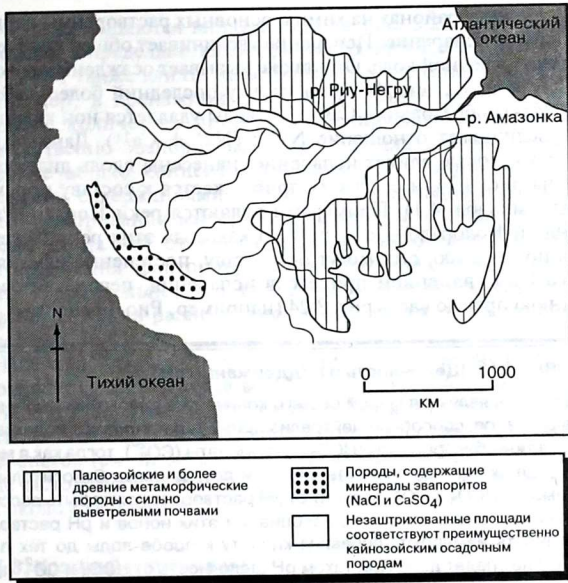 Атлантический
океан
р. Риу-Негру
р. Амазонка
N
Тихий океан
0 1000
км
Палеозойские и более
древние метаморфические
породы с сильно
выветрелыми почвами
Породы, содержащие
минералы эвапоритов
(NaCl и CaSO₄)
Незаштрихованные площади
соответствуют преимущественно
кайнозойским осадочным
породам